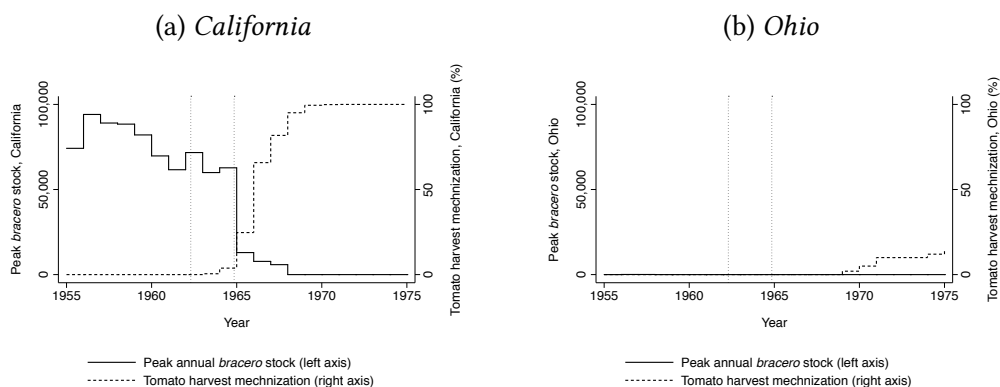 (a) California
(b) Ohio
Peak bracero stock, California
100,000
50,000
0
Tomato harvest mechnization, California (%)
100
50
0
1955 1960 1965 1970 1975
Year
Peak annual bracero stock (left axis)
Tomato harvest mechnization (right axis)
Peak bracero stock, Ohio
100,000
50,000
0
Tomato harvest mechnization, Ohio (%)
100
50
0
1955 1960 1965 1970 1975
Year
Peak annual bracero stock (left axis)
Tomato harvest mechnization (right axis)